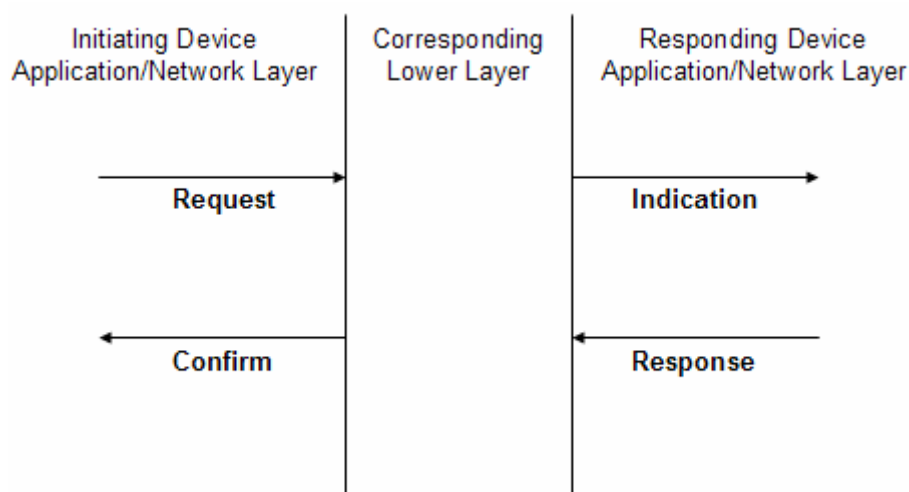 Initiating Device
Application/Network Layer
Corresponding
Lower Layer
Responding Device
Application/Network Layer
Request
Indication
Confirm
Response